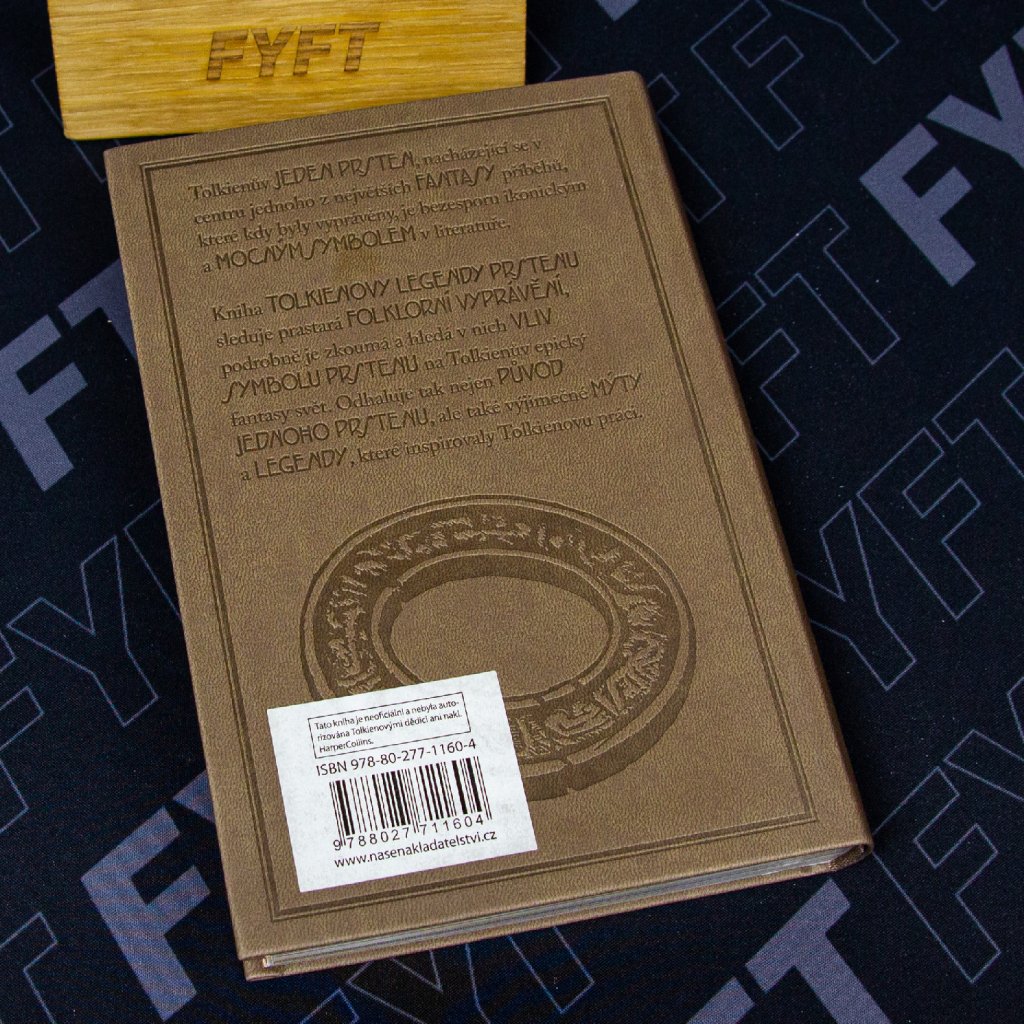 FYFT
Tolkienův JEDEN PRSTEN, nacházející se v
centru jednoho z největších FANTASY příběhů,
které kdy byly vyprávěny, je bezesporu ikonickým
a MOCNÝM SYMBOLEM v literatuře.
Kniha TOLKIENOVY LEGENDY PRSTENU
sleduje prastará FOLKLORNÍ VYPRÁVĚNÍ,
podrobně je zkoumá a hledá v nich VLIV
SYMBOLU PRSTENU na Tolkienův epický
fantasy svět. Odhaluje tak nejen PŮVOD
JEDNOHO PRSTENU, ale také výjimečné MÝTY
a LEGENDY, které inspirovaly Tolkienovu práci.
Tato kniha je neoficiální a nebyla auto-
rizována Tolkienovými dědici ani nakl.
HarperCollins.
ISBN 978-80-277-1160-4
9 788027 711604
www.nasenakladatelstvi.cz
FYFT
FYFT
FYFT
FYFT